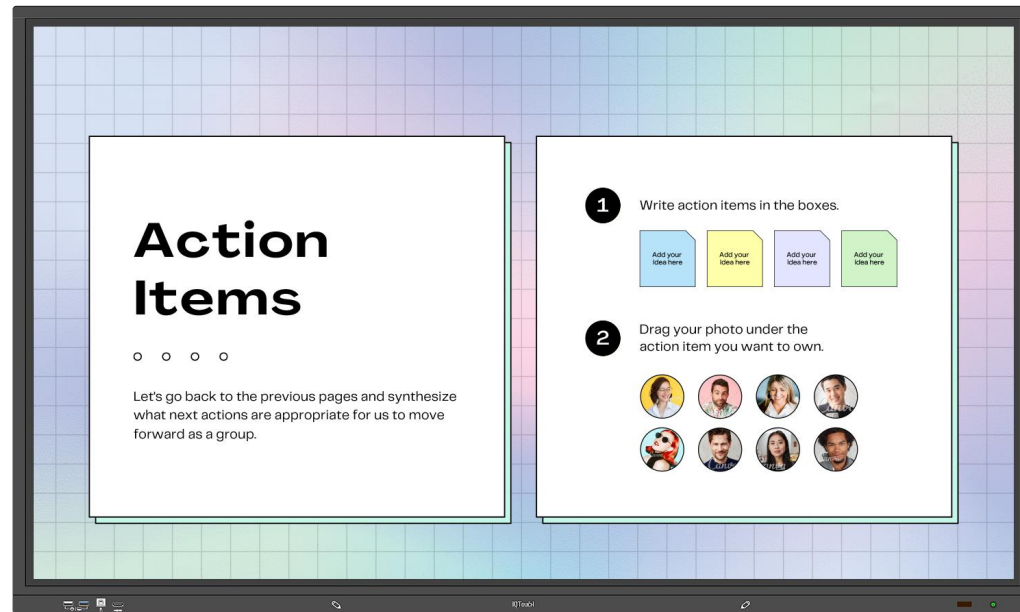 Action
Items
Let's go back to the previous pages and synthesize
what next actions are appropriate for us to move
forward as a group.
1
Write action items in the boxes.
Add your
idea here
Add your
idea here
Add your
idea here
Add your
idea here
2
Drag your photo under the
action item you want to own.
Canva
IQTouch